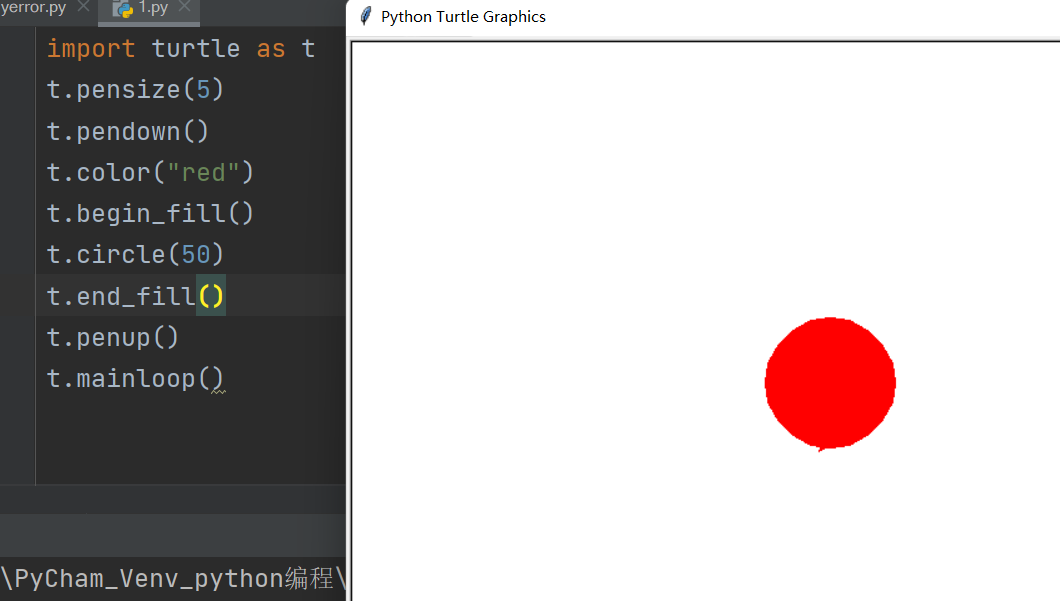 yerror.py 1.py
Python Turtle Graphics
import turtle as t
t.pensize(5)
t.pendown()
t.color("red")
t.begin_fill()
t.circle(50)
t.end_fill()
t.penup()
t.mainloop()
\PyCham_Venv_python编程\